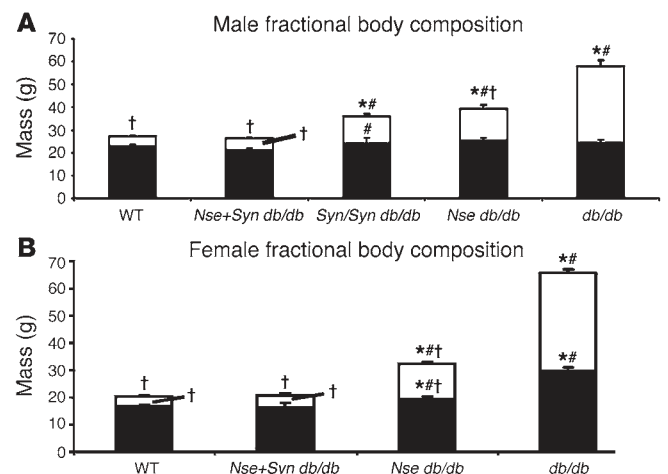 A Male fractional body composition
Mass (g)
70
60
50
40
30
20
10
0
† † *# *#† *#
† #
WT Nse+Syn db/db Syn/Syn db/db Nse db/db db/db
B Female fractional body composition
Mass (g)
70
60
50
40
30
20
10
0
† † *#† *#
† † *#† *#
WT Nse+Syn db/db Nse db/db db/db